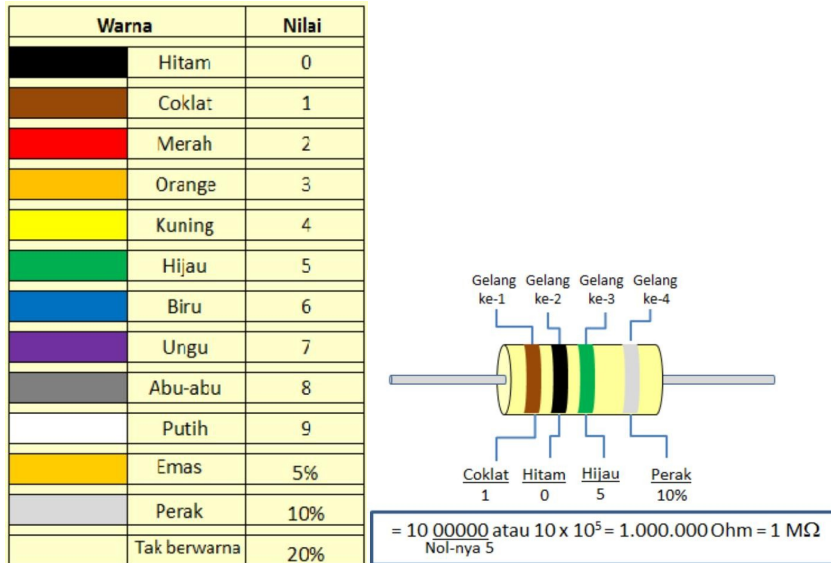 Warna Nilai
Hitam 0
Coklat 1
Merah 2
Orange 3
Kuning 4
Hijau 5
Biru 6
Ungu 7
Abu-abu 8
Putih 9
Emas 5%
Perak 10%
Tak berwarna 20%
Gelang Gelang Gelang Gelang
ke-1 ke-2 ke-3 ke-4
Coklat Hitam Hijau Perak
1 0 5 10%
= 10 00000 atau 10 x 10⁵ = 1.000.000 Ohm = 1 MΩ
Nol-nya 5